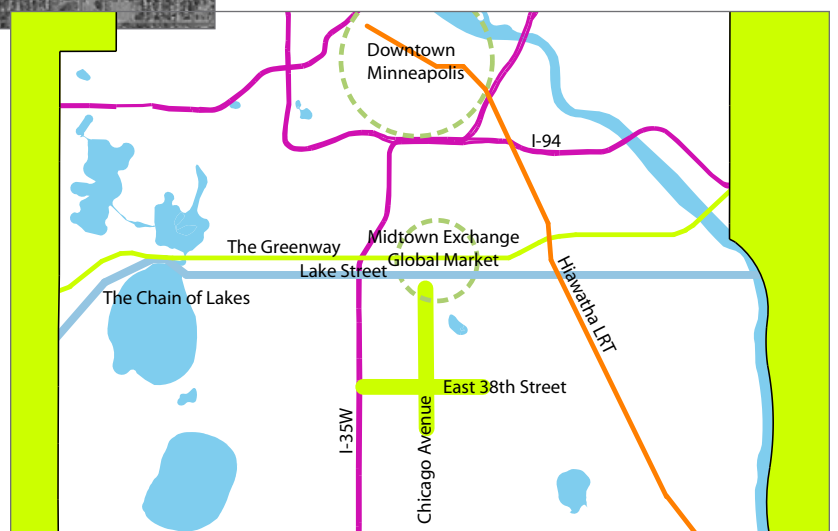 Downtown
Minneapolis
I-94
The Greenway
Midtown Exchange
Global Market
Lake Street
The Chain of Lakes
Hiawatha LRT
East 38th Street
I-35W
Chicago Avenue